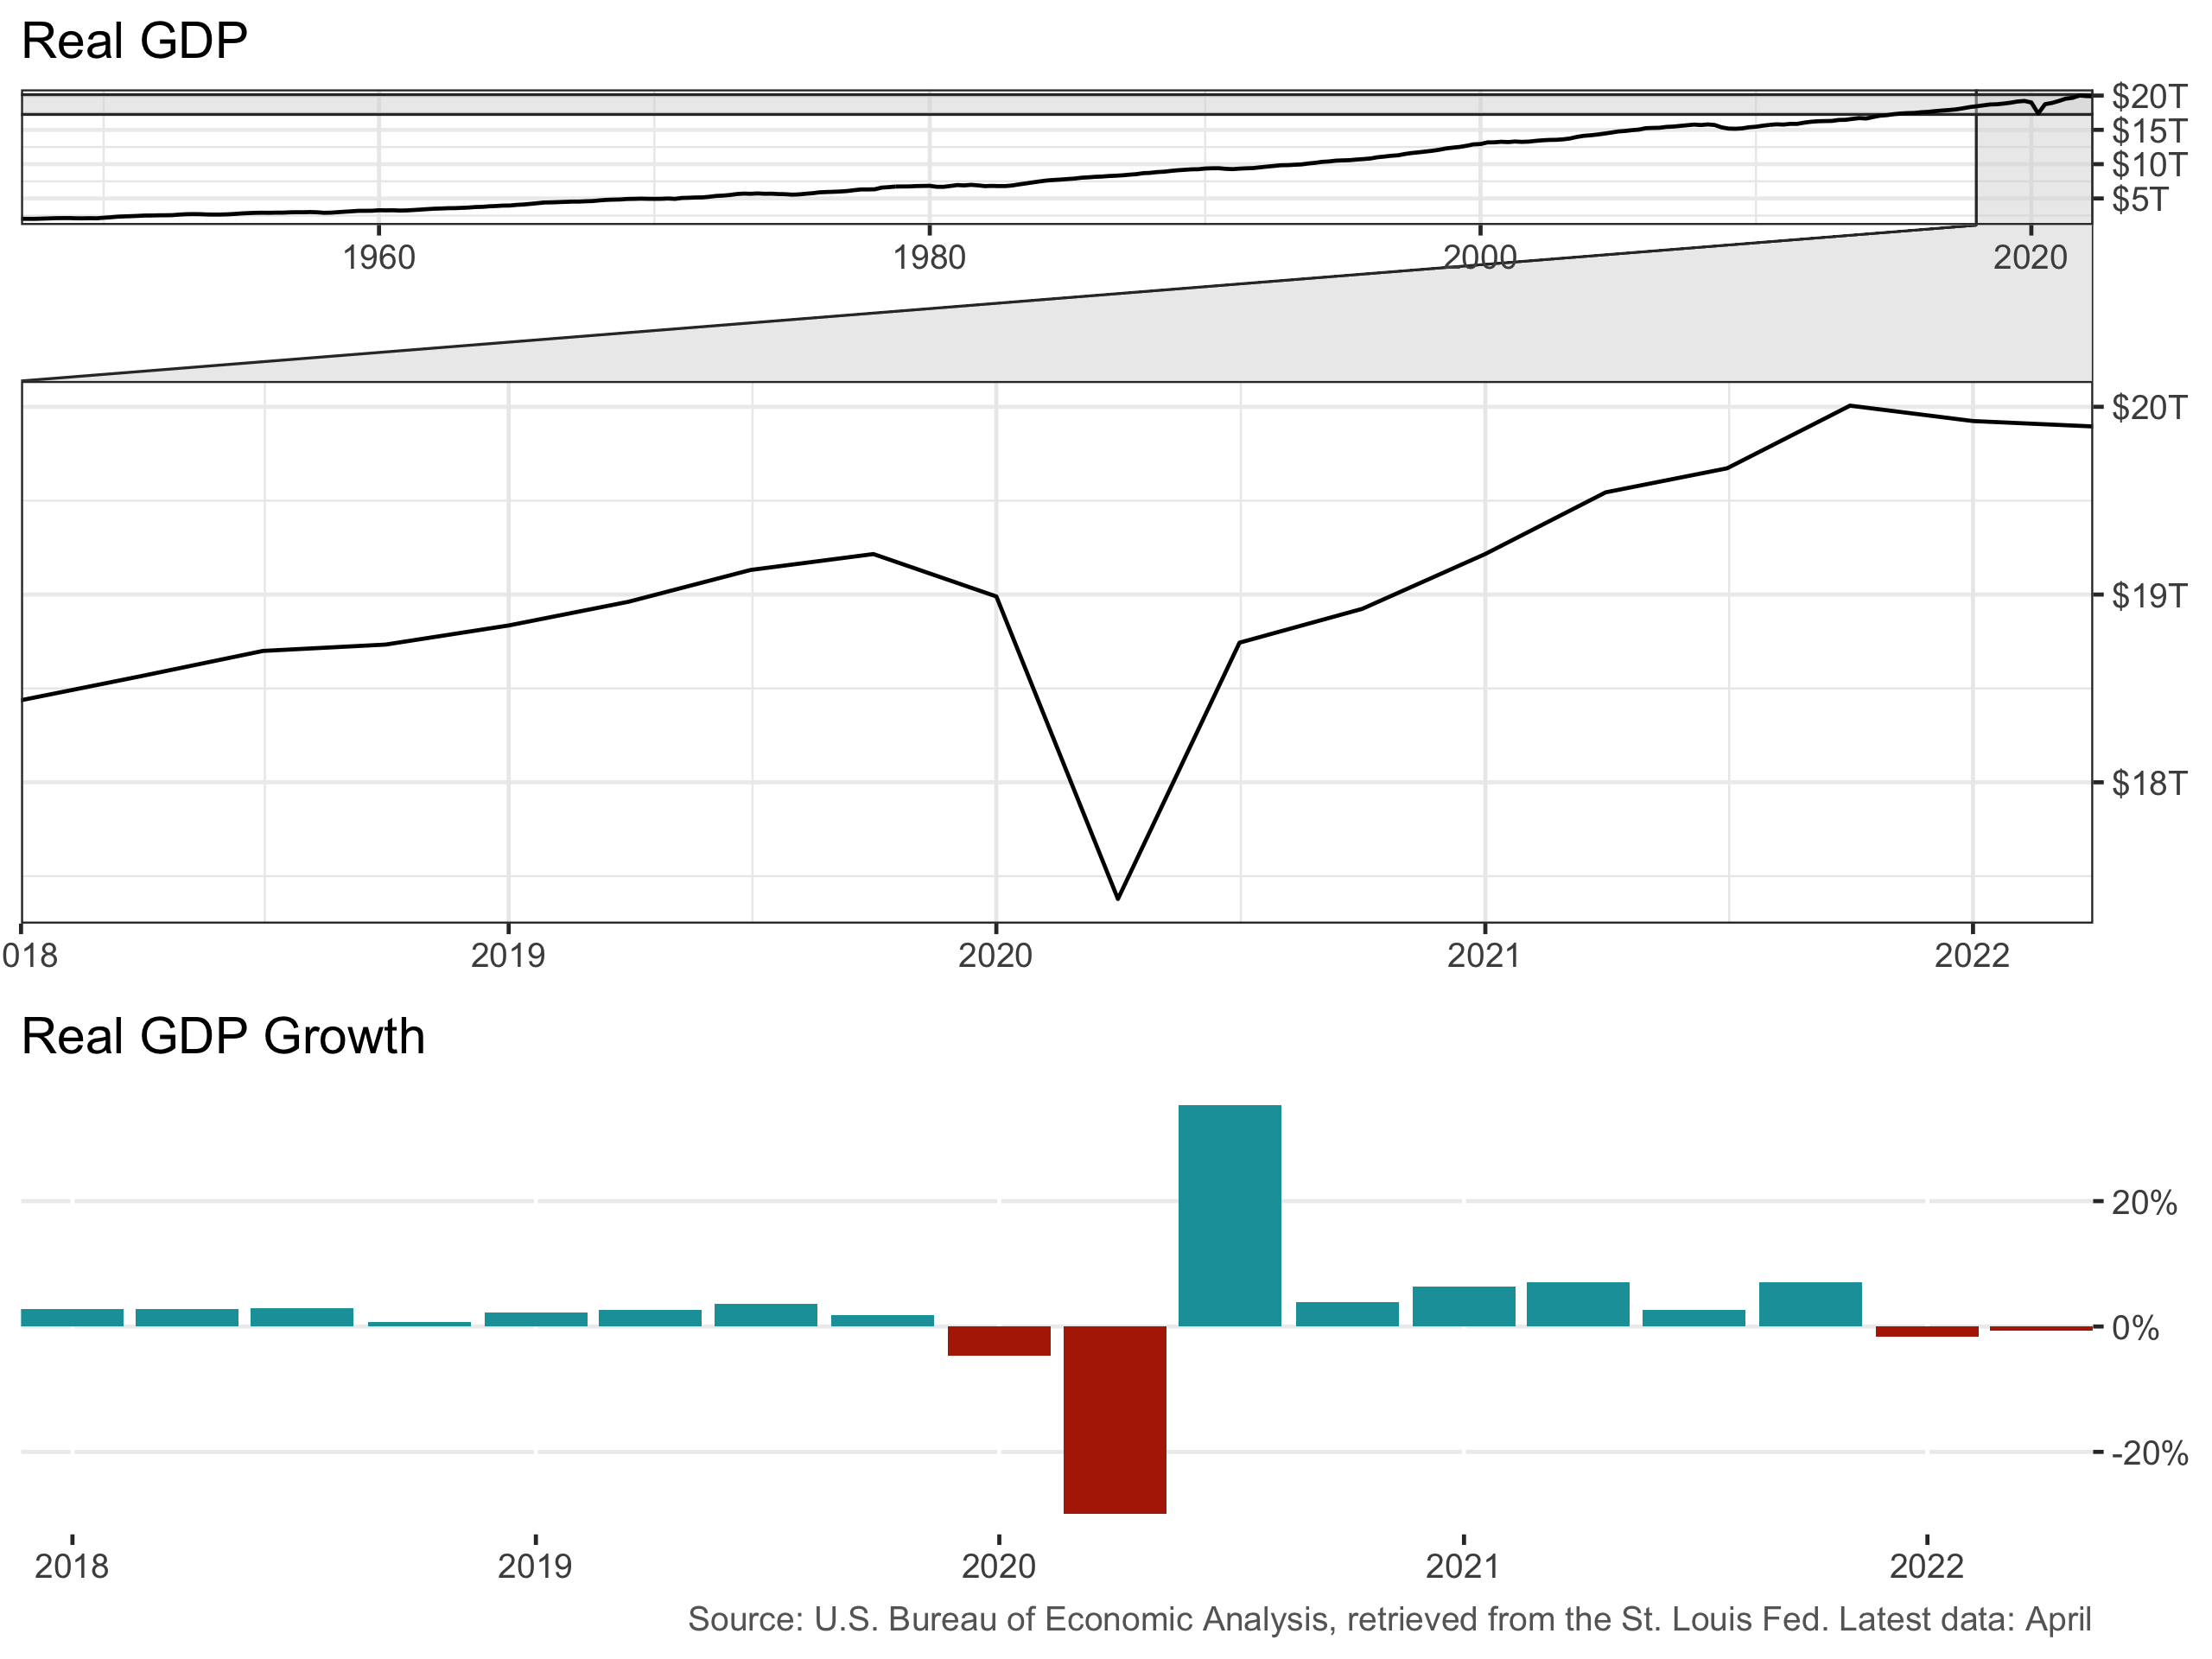 Real GDP
$20T
$15T
$10T
$5T
1960 1980 2000 2020
$20T
$19T
$18T
018 2019 2020 2021 2022
Real GDP Growth
20%
0%
-20%
2018 2019 2020 2021 2022
Source: U.S. Bureau of Economic Analysis, retrieved from the St. Louis Fed. Latest data: April